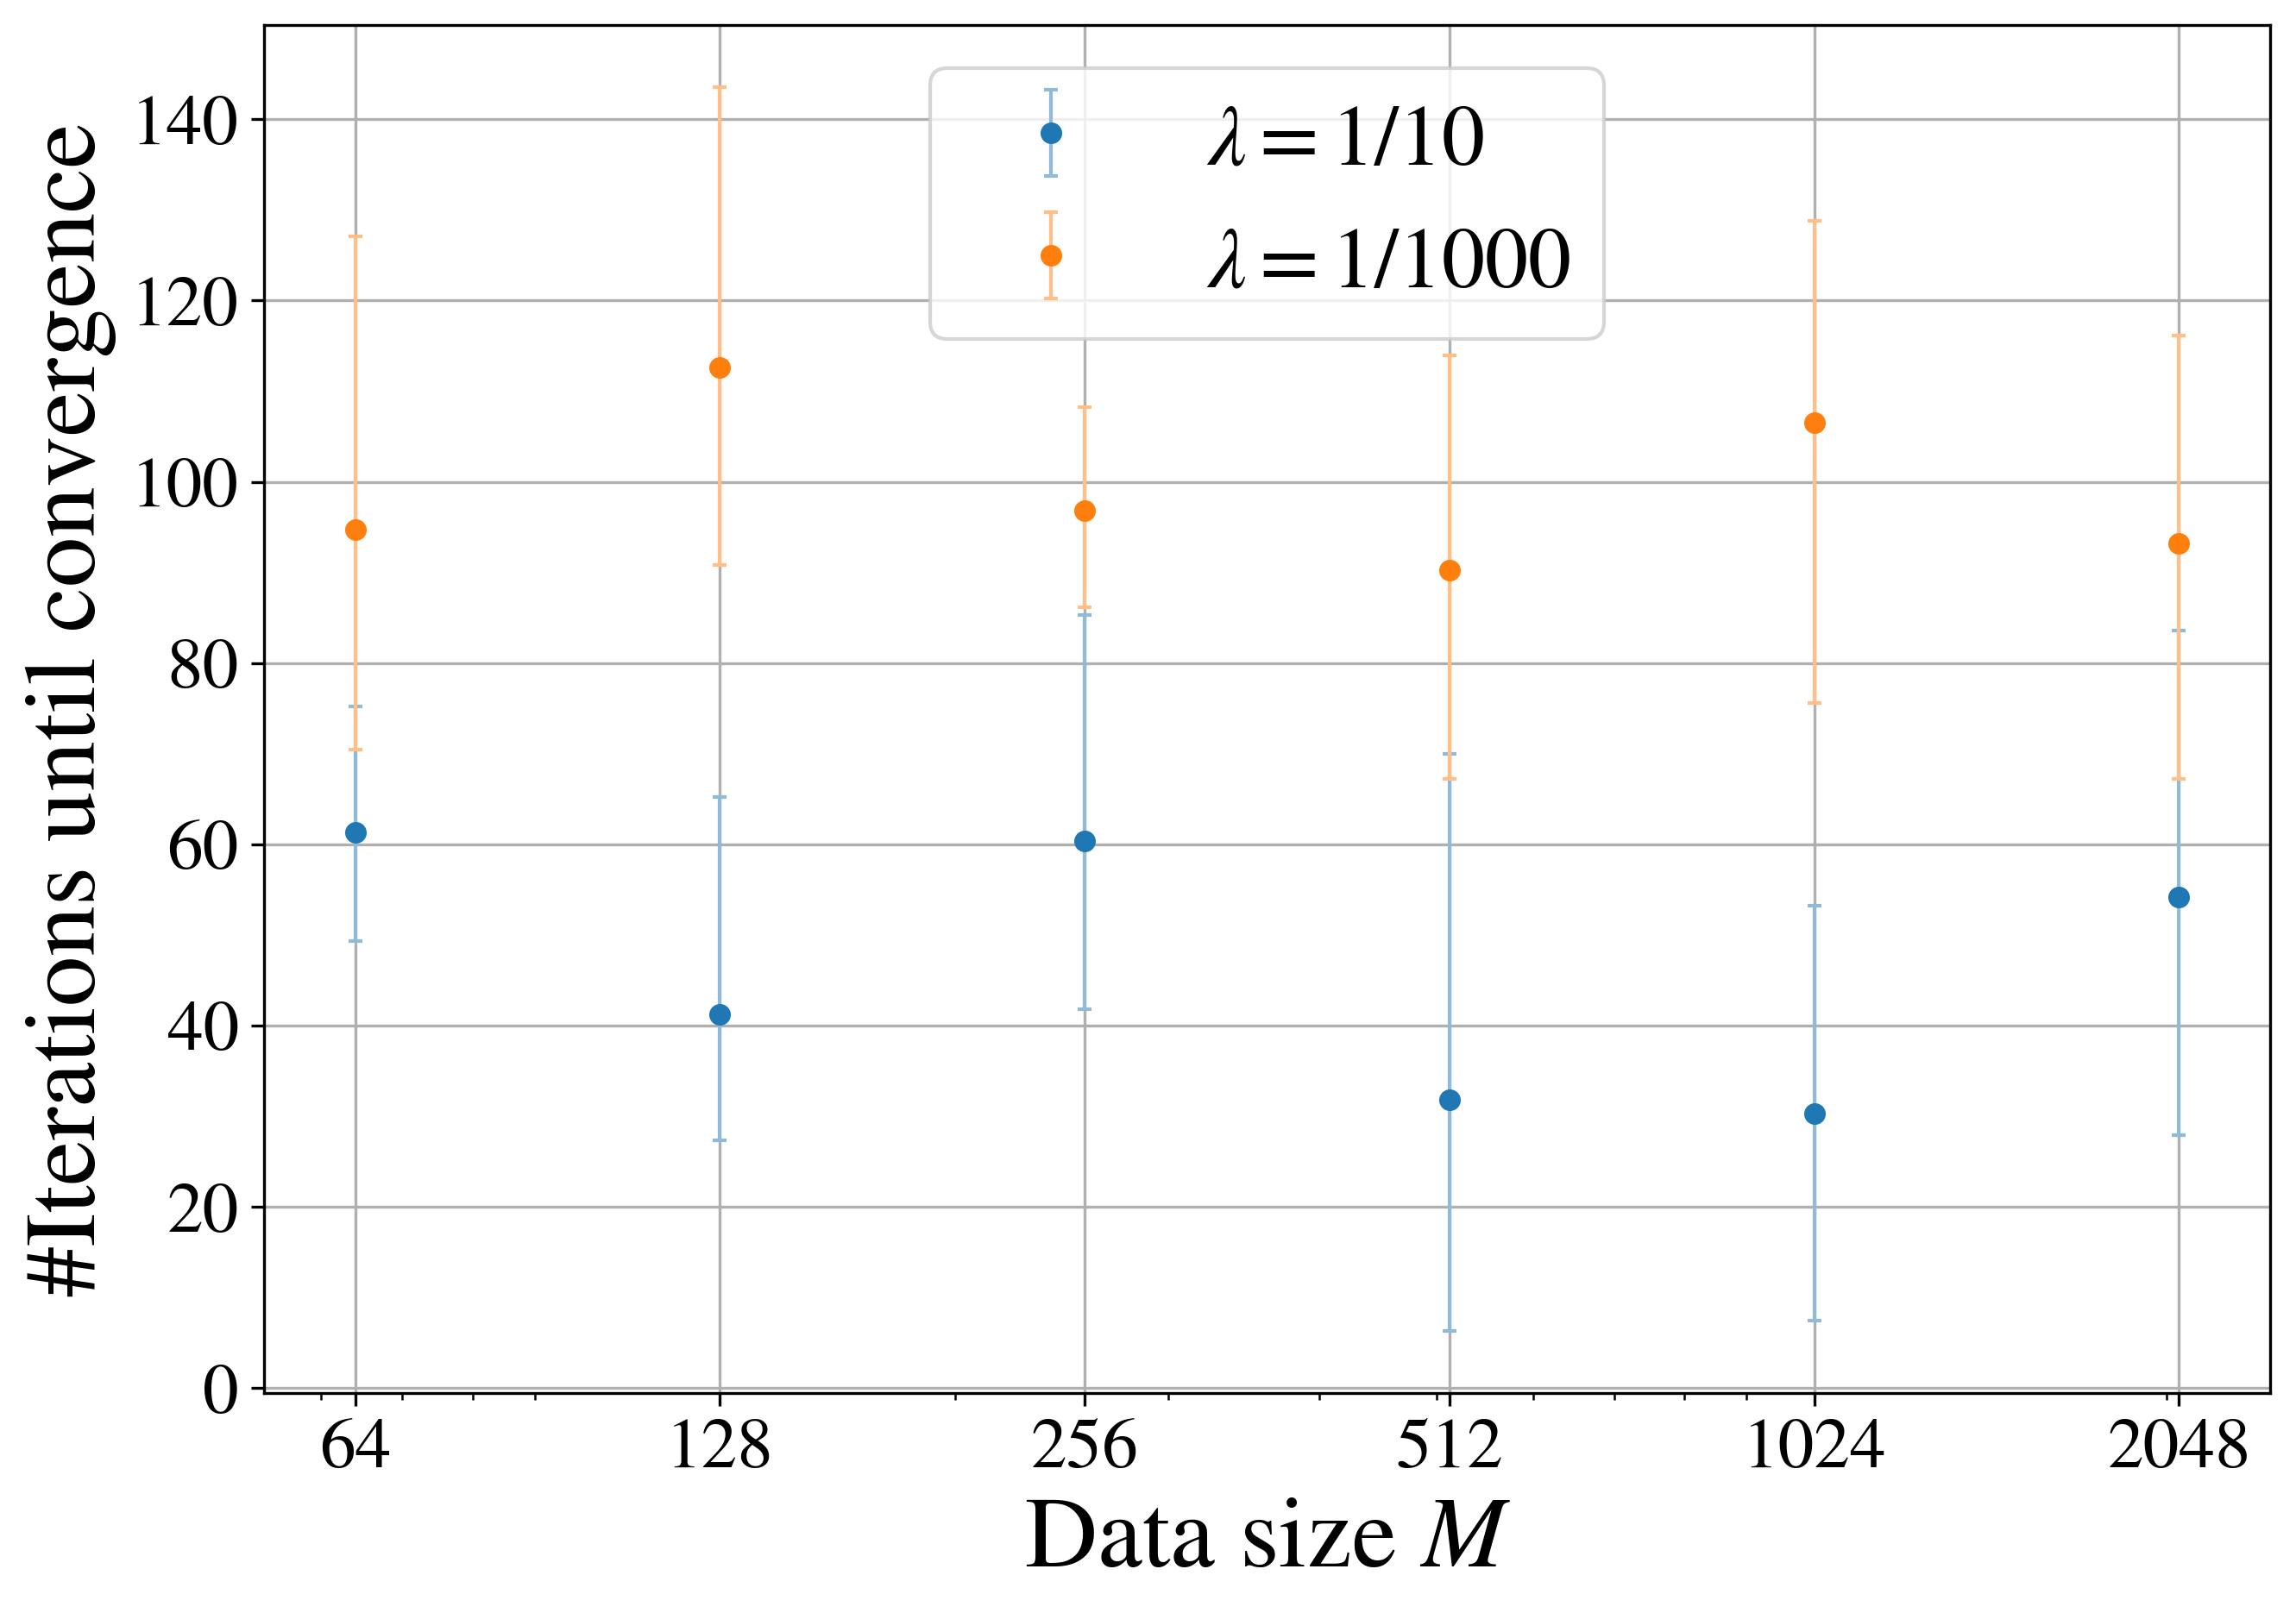 #Iterations until convergence
140
120
100
80
60
40
20
0
λ = 1/10
λ = 1/1000
64 128 256 512 1024 2048
Data size M